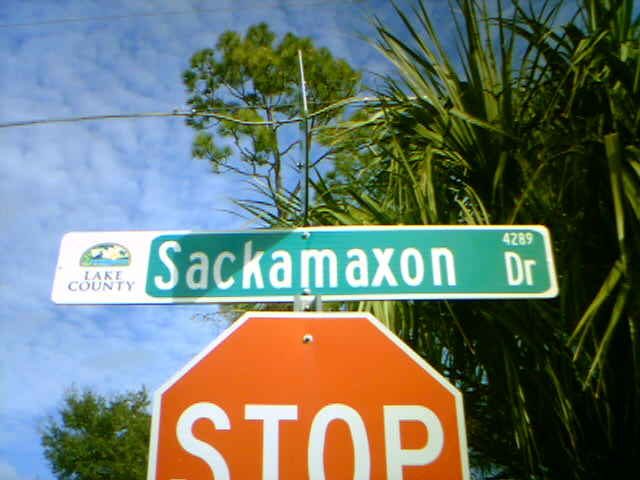 LAKE
COUNTY
Sackamaxon
4289
Dr
STOP